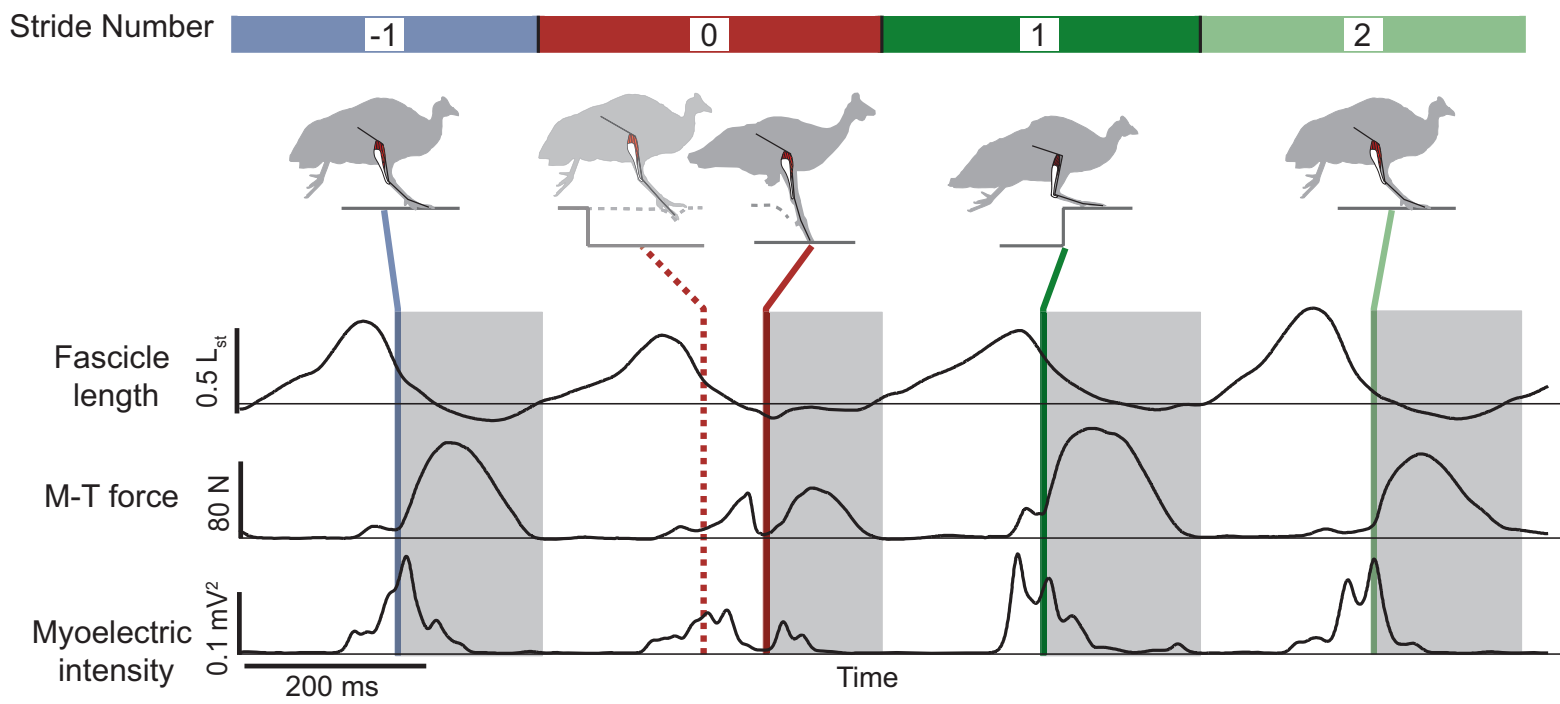 Stride Number
-1
0
1
2
Fascicle
length
0.5 Lst
M-T force
80 N
Myoelectric
intensity
0.1 mV²
200 ms
Time